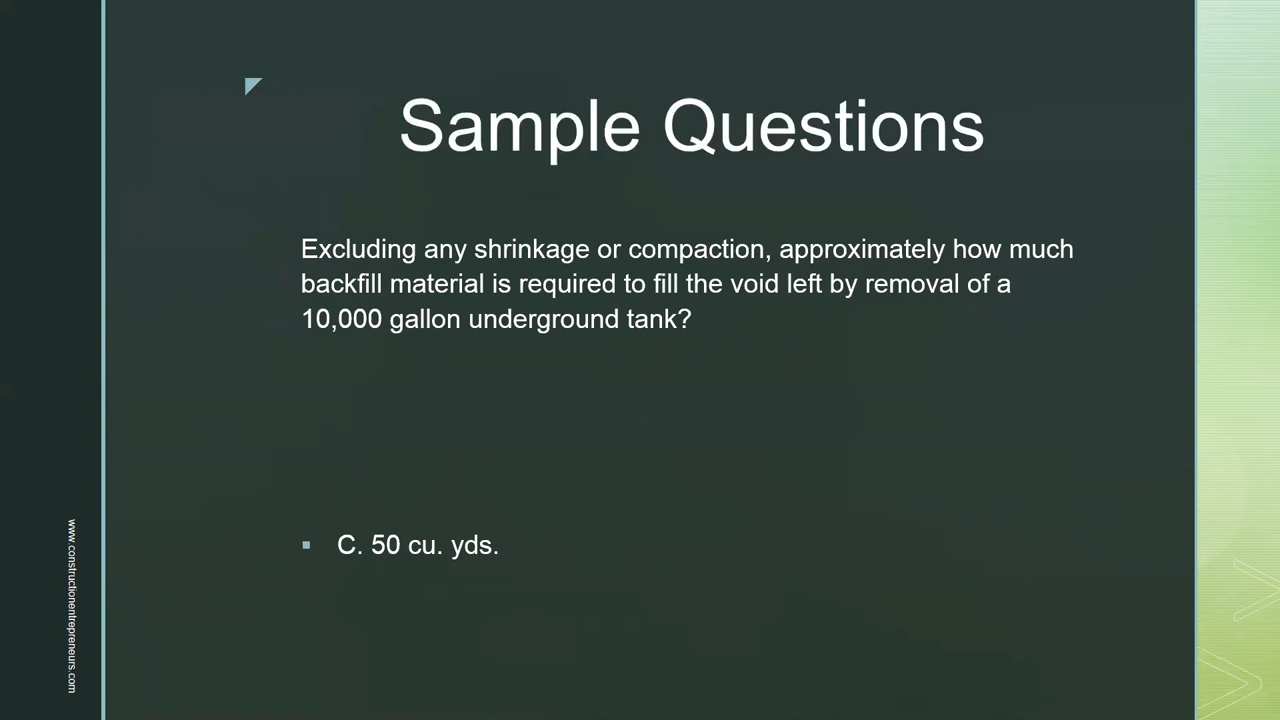 Sample Questions
Excluding any shrinkage or compaction, approximately how much
backfill material is required to fill the void left by removal of a
10,000 gallon underground tank?
▪ C. 50 cu. yds.
www.constructionentrepreneurs.com